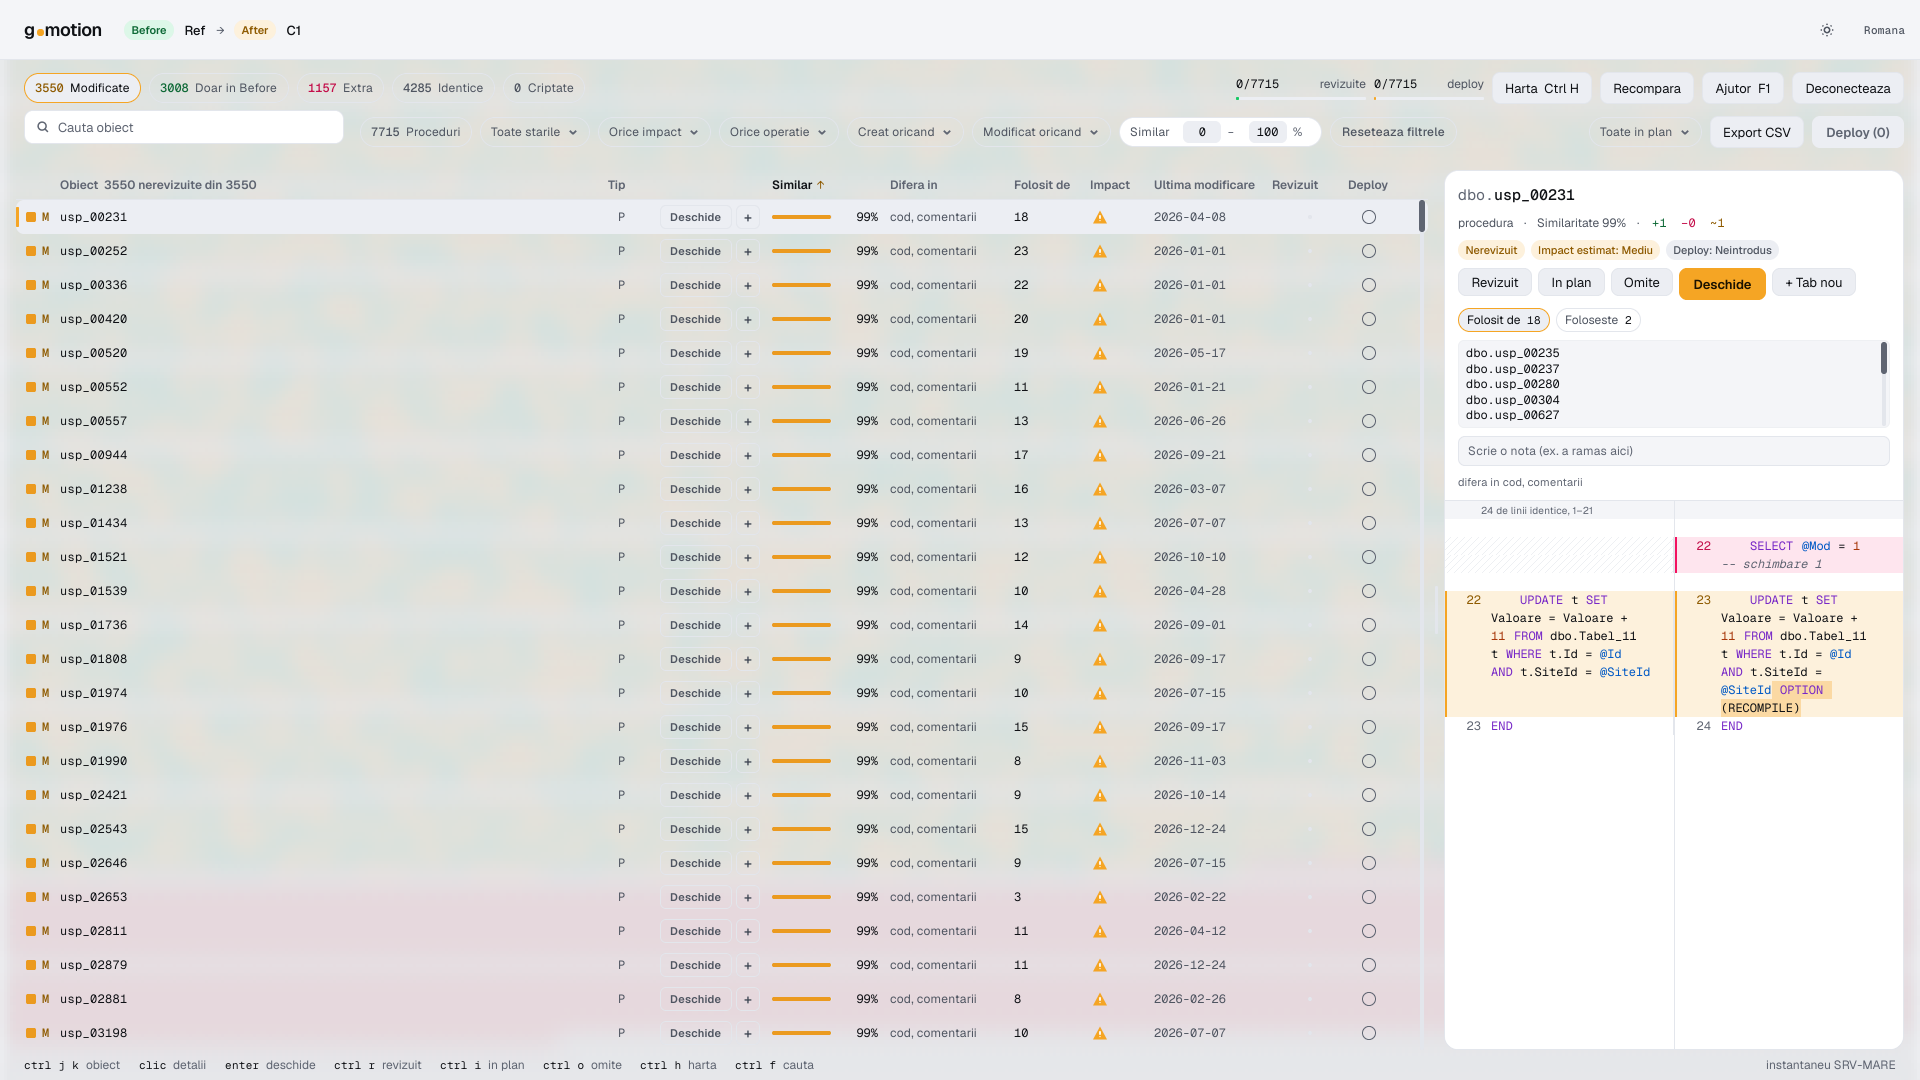 g●motion Before Ref → After C1 Romana
3550 Modificate 3008 Doar in Before 1157 Extra 4285 Identice 0 Criptate 0/7715 revizuite 0/7715 deploy Harta Ctrl H Recompara Ajutor F1 Deconecteaza
Cauta obiect 7715 Proceduri Toate starile Orice impact Orice operatie Creat oricand Modificat oricand Similar 0 – 100 % Reseteaza filtrele Toate in plan Export CSV Deploy (0)
Obiect 3550 nerevizuite din 3550 Tip Similar ↑ Difera in Folosit de Impact Ultima modificare Revizuit Deploy
M usp_00231 P Deschide + 99% cod, comentarii 18 2026-04-08
M usp_00252 P Deschide + 99% cod, comentarii 23 2026-01-01
M usp_00336 P Deschide + 99% cod, comentarii 22 2026-01-01
M usp_00420 P Deschide + 99% cod, comentarii 20 2026-01-01
M usp_00520 P Deschide + 99% cod, comentarii 19 2026-05-17
M usp_00552 P Deschide + 99% cod, comentarii 11 2026-01-21
M usp_00557 P Deschide + 99% cod, comentarii 13 2026-06-26
M usp_00944 P Deschide + 99% cod, comentarii 17 2026-09-21
M usp_01238 P Deschide + 99% cod, comentarii 16 2026-03-07
M usp_01434 P Deschide + 99% cod, comentarii 13 2026-07-07
M usp_01521 P Deschide + 99% cod, comentarii 12 2026-10-10
M usp_01539 P Deschide + 99% cod, comentarii 10 2026-04-28
M usp_01736 P Deschide + 99% cod, comentarii 14 2026-09-01
M usp_01808 P Deschide + 99% cod, comentarii 9 2026-09-17
M usp_01974 P Deschide + 99% cod, comentarii 10 2026-07-15
M usp_01976 P Deschide + 99% cod, comentarii 15 2026-09-17
M usp_01990 P Deschide + 99% cod, comentarii 8 2026-11-03
M usp_02421 P Deschide + 99% cod, comentarii 9 2026-10-14
M usp_02543 P Deschide + 99% cod, comentarii 15 2026-12-24
M usp_02646 P Deschide + 99% cod, comentarii 9 2026-07-15
M usp_02653 P Deschide + 99% cod, comentarii 3 2026-02-22
M usp_02811 P Deschide + 99% cod, comentarii 11 2026-04-12
M usp_02879 P Deschide + 99% cod, comentarii 11 2026-12-24
M usp_02881 P Deschide + 99% cod, comentarii 8 2026-02-26
M usp_03198 P Deschide + 99% cod, comentarii 10 2026-07-07
dbo.usp_00231
procedura · Similaritate 99% · +1 −0 ~1
Nerevizuit Impact estimat: Mediu Deploy: Neintrodus
Revizuit In plan Omite Deschide + Tab nou
Folosit de 18 Foloseste 2
dbo.usp_00235
dbo.usp_00237
dbo.usp_00280
dbo.usp_00304
dbo.usp_00627
Scrie o nota (ex. a ramas aici)
difera in cod, comentarii
24 de linii identice, 1–21
22 SELECT @Mod = 1
-- schimbare 1
22 UPDATE t SET
Valoare = Valoare +
11 FROM dbo.Tabel_11
t WHERE t.Id = @Id
AND t.SiteId = @SiteId
23 END
23 UPDATE t SET
Valoare = Valoare +
11 FROM dbo.Tabel_11
t WHERE t.Id = @Id
AND t.SiteId =
@SiteId OPTION
(RECOMPILE)
24 END
ctrl j k obiect clic detalii enter deschide ctrl r revizuit ctrl i in plan ctrl o omite ctrl h harta ctrl f cauta instantaneu SRV-MARE